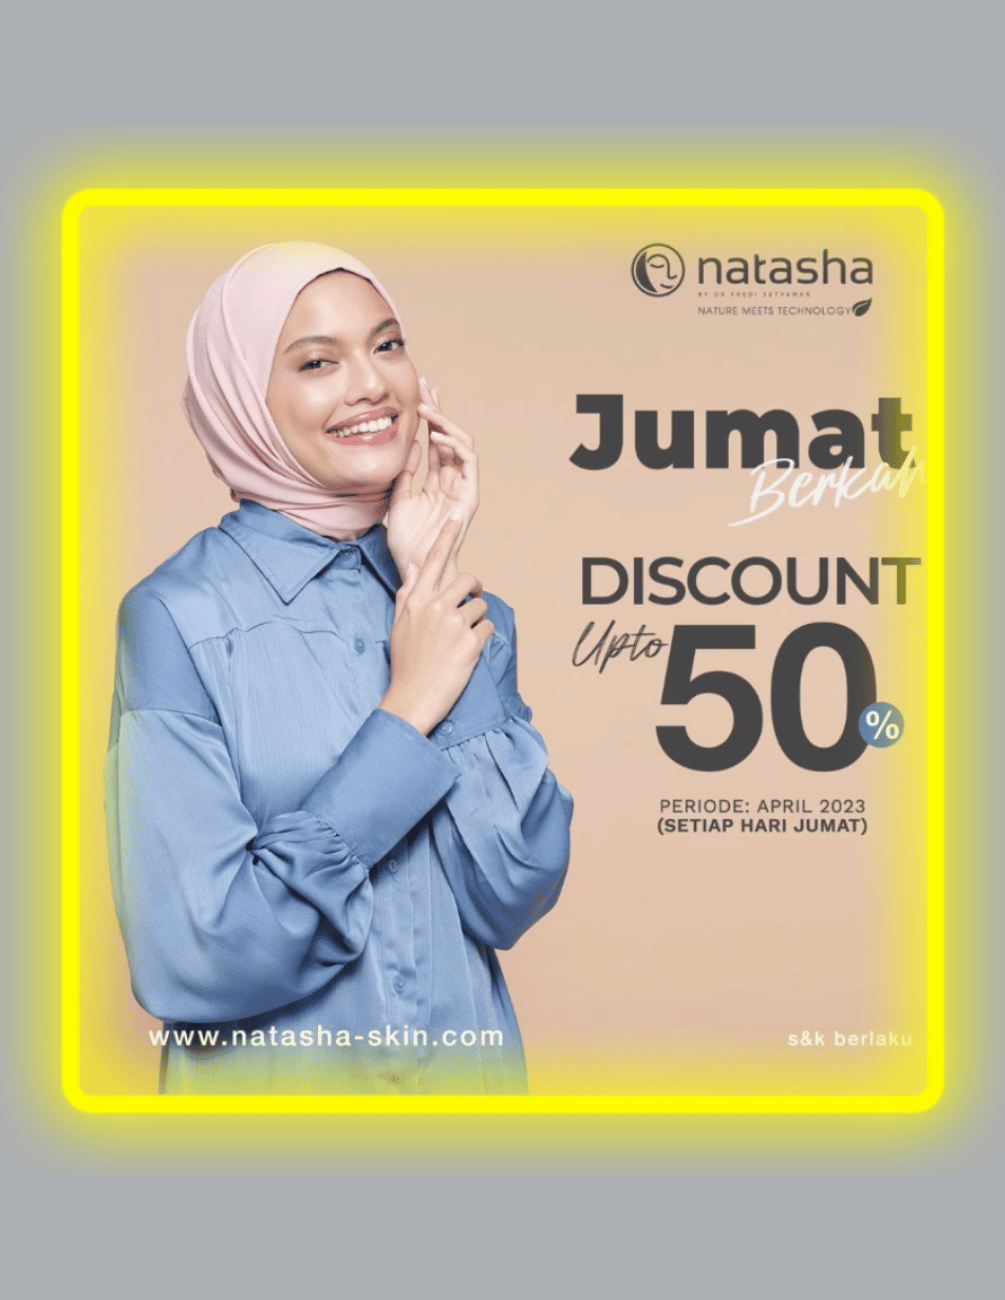 natasha
BY DR FREDI SETYAWAN
NATURE MEETS TECHNOLOGY
Jumat
Berkah
DISCOUNT
Upto
50%
PERIODE: APRIL 2023
(SETIAP HARI JUMAT)
www.natasha-skin.com
s&k berlaku